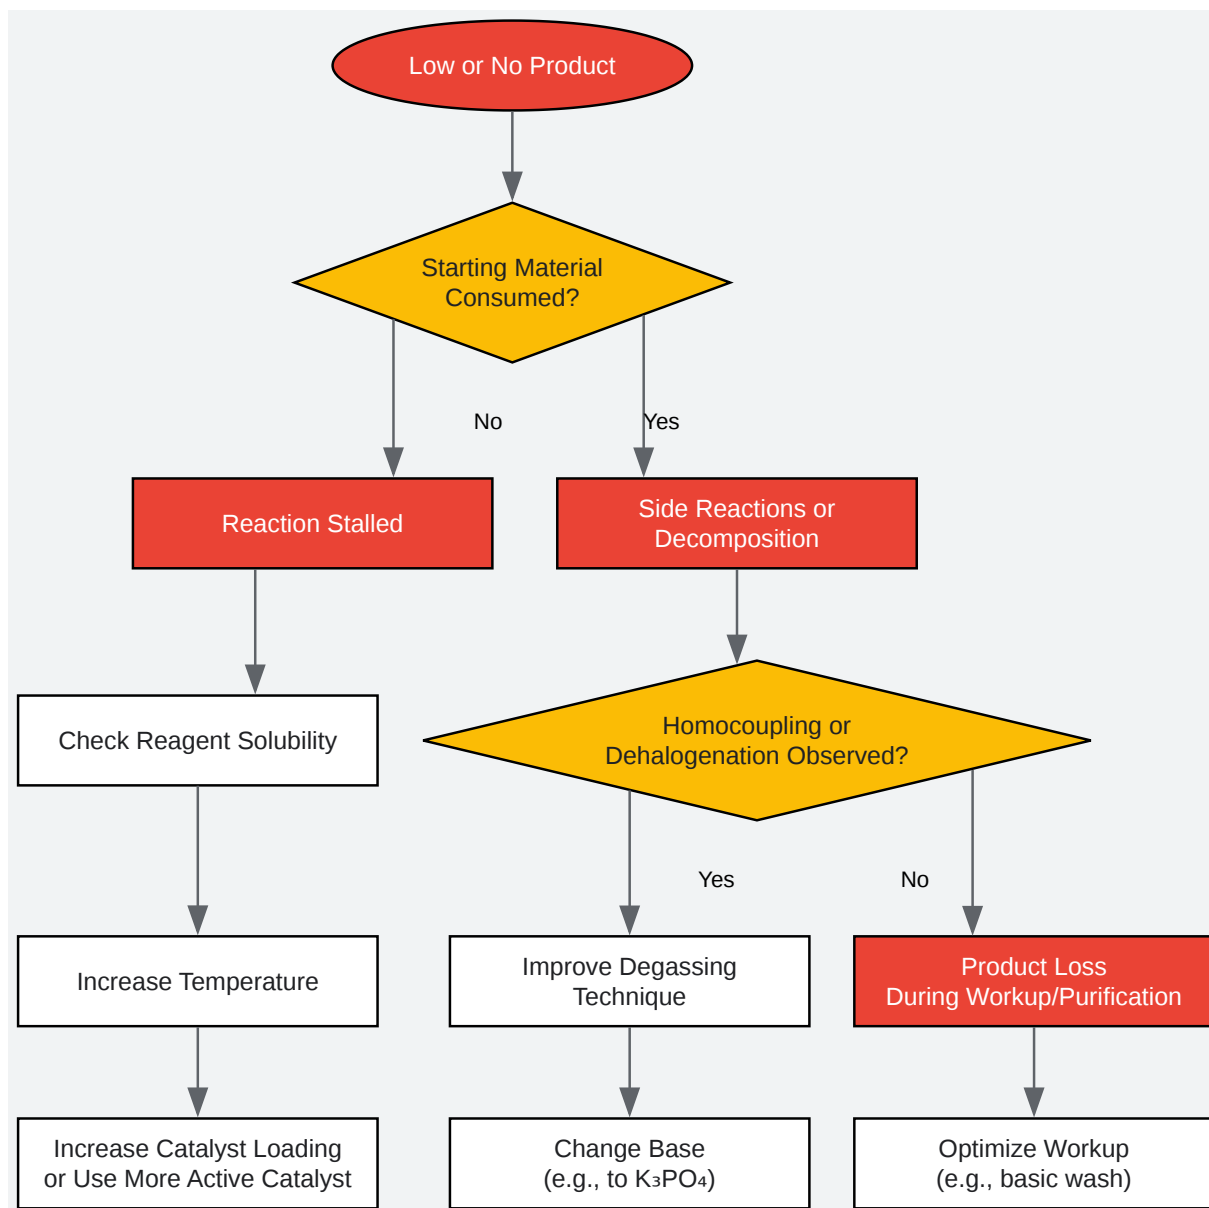 Low or No Product
Starting Material
Consumed?
No
Yes
Reaction Stalled
Side Reactions or
Decomposition
Check Reagent Solubility
Homocoupling or
Dehalogenation Observed?
Yes
No
Increase Temperature
Improve Degassing
Technique
Product Loss
During Workup/Purification
Increase Catalyst Loading
or Use More Active Catalyst
Change Base
(e.g., to K₃PO₄)
Optimize Workup
(e.g., basic wash)